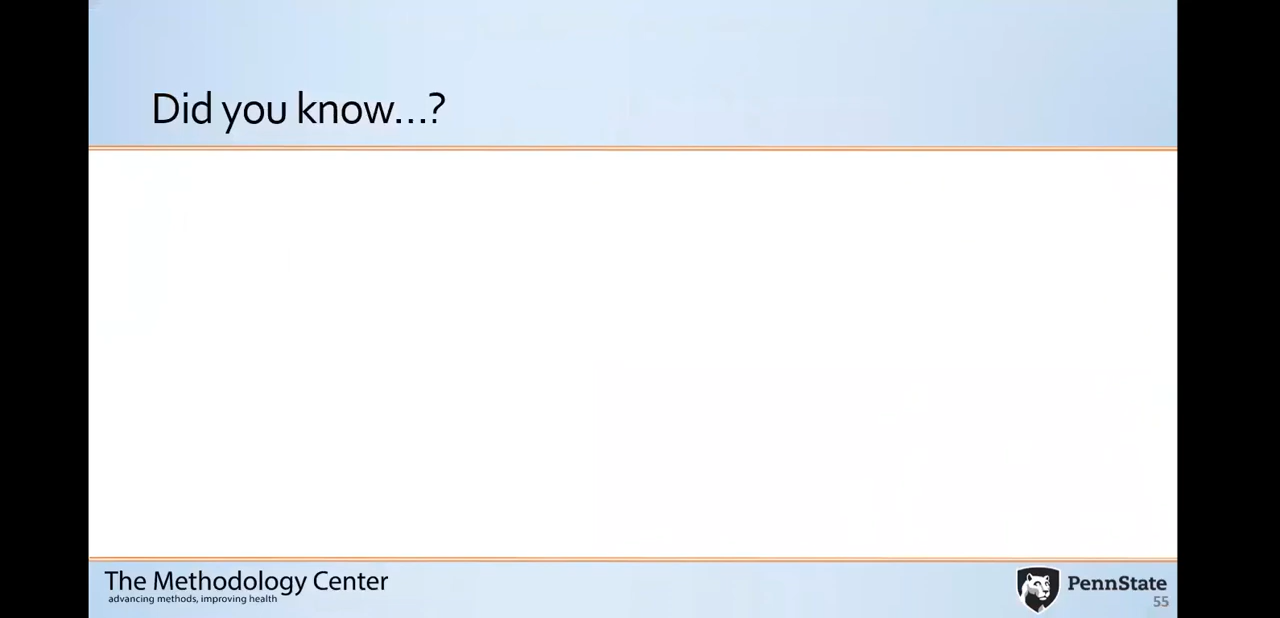 Did you know...?
The Methodology Center
advancing methods, improving health
PennState
55